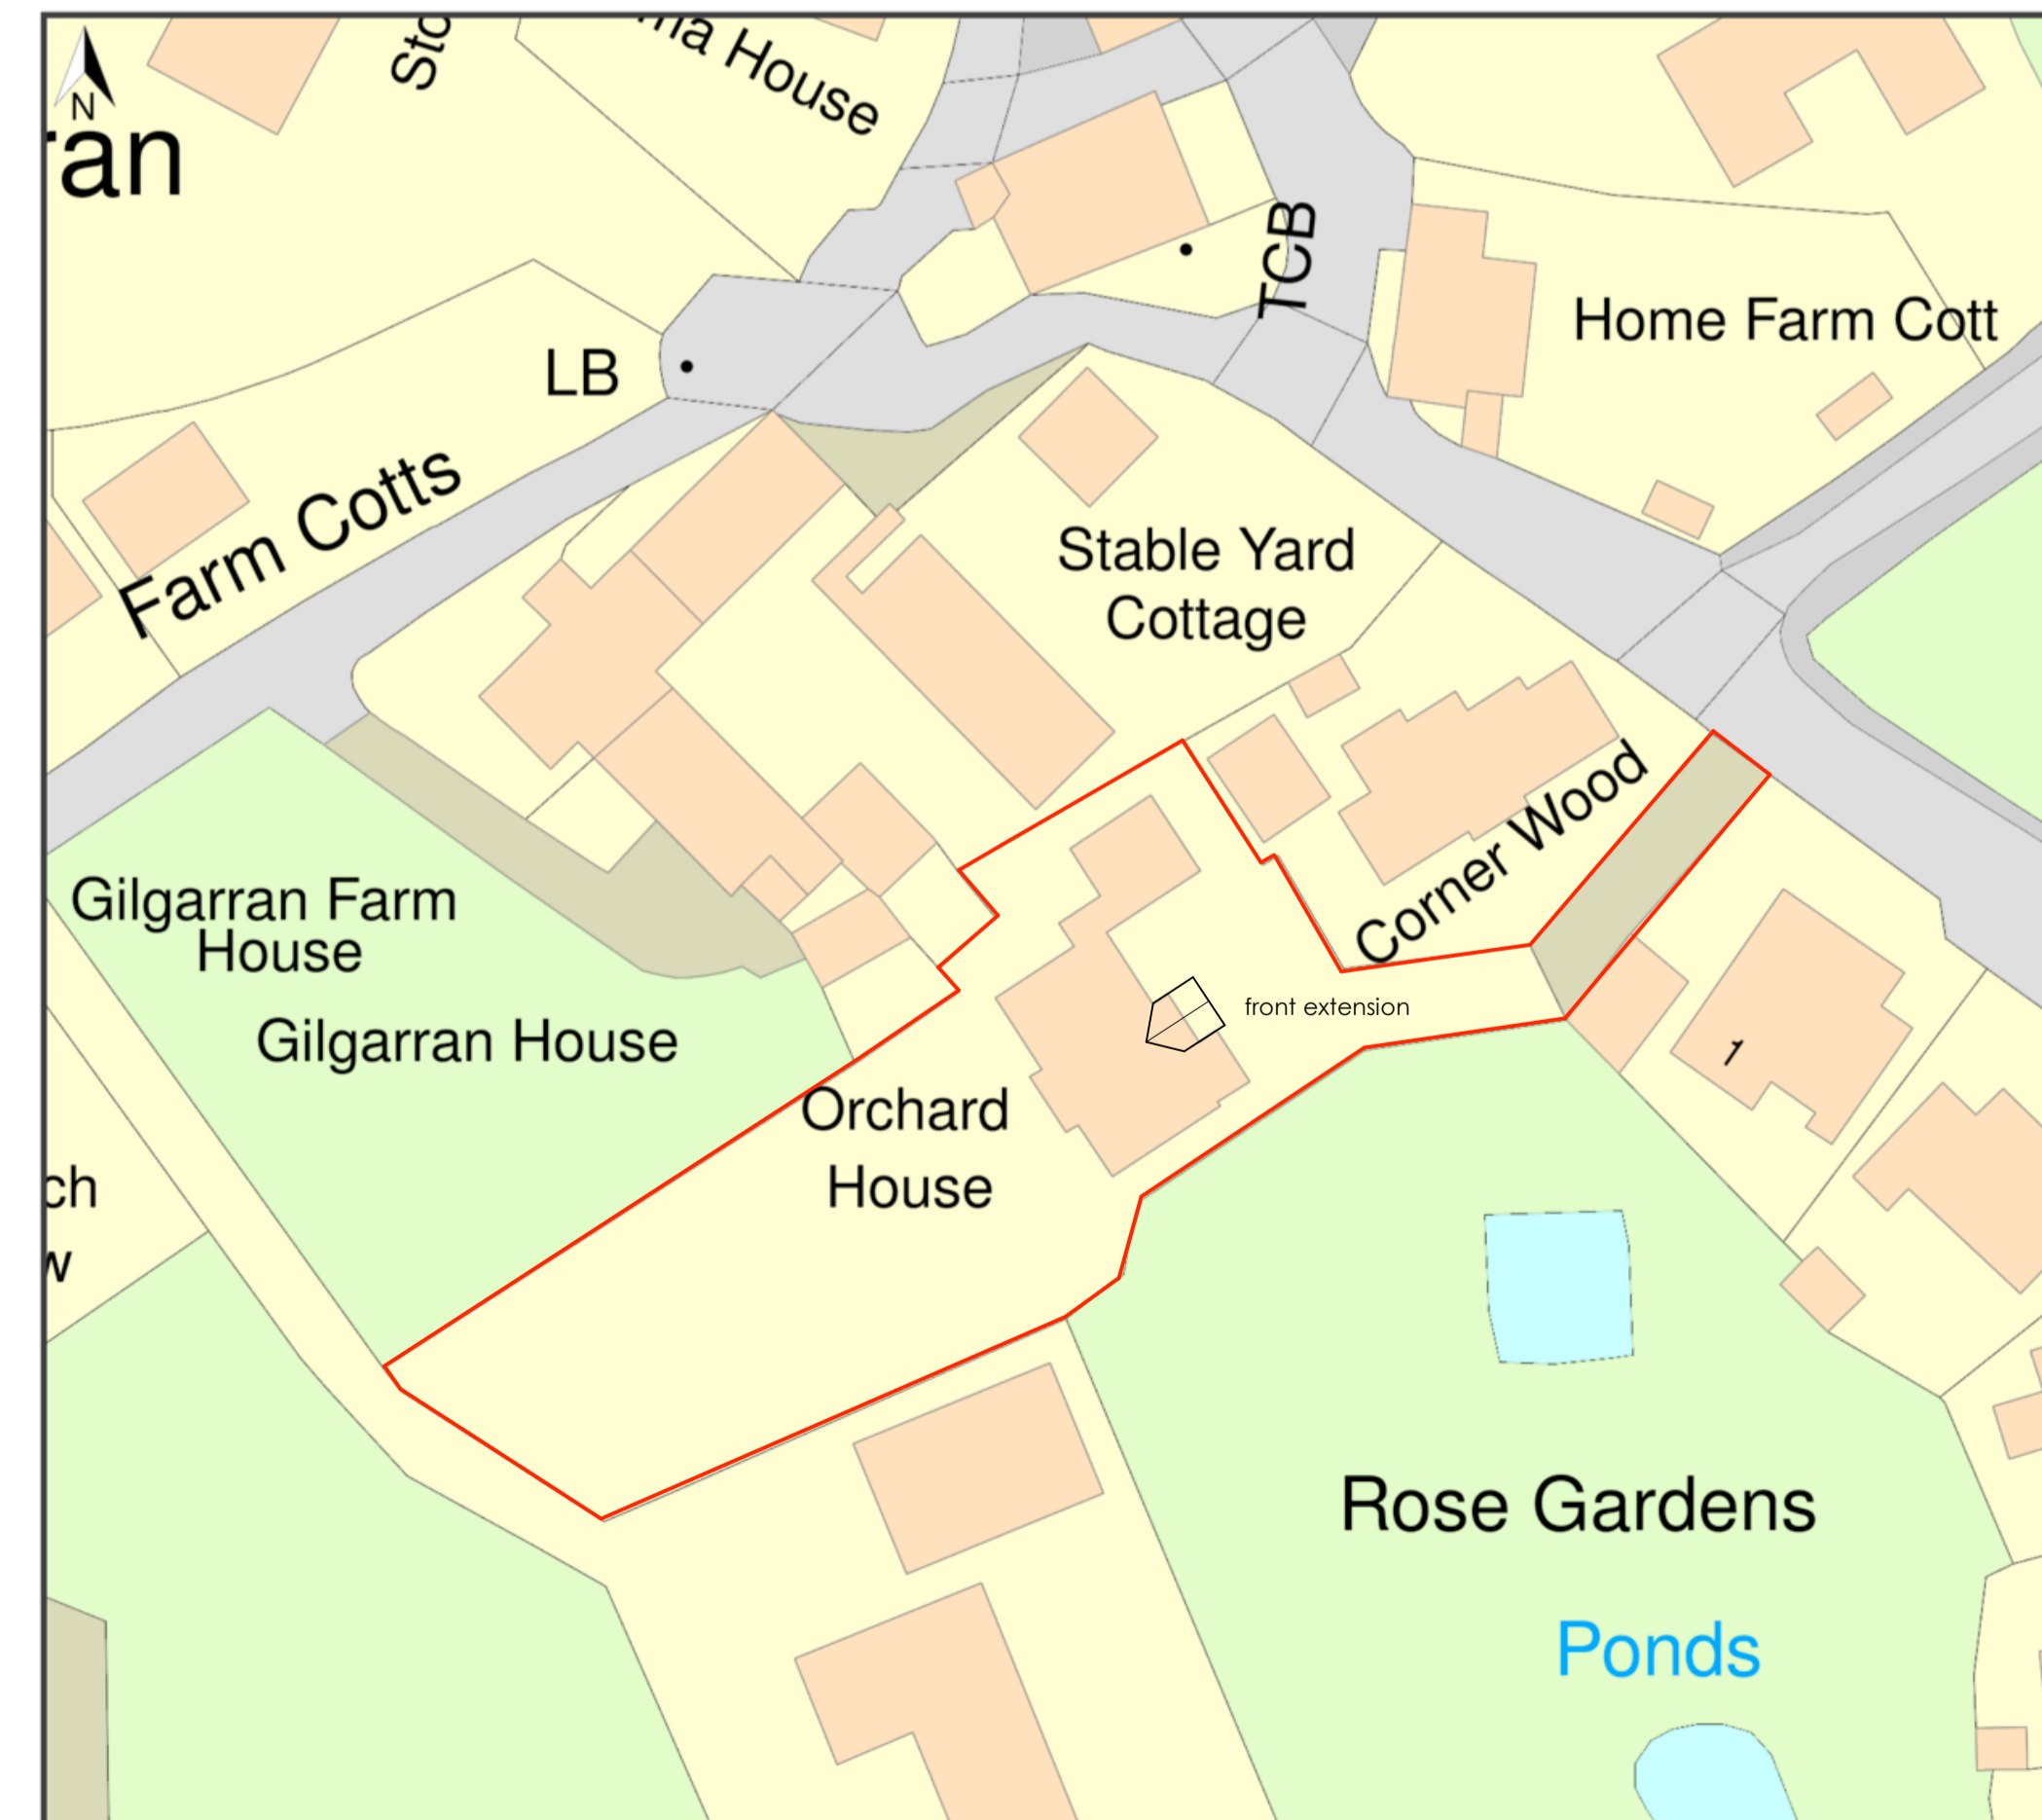 Sto
ma House
N
ran
TCB
Home Farm Cott
LB
Farm Cotts
Stable Yard
Cottage
Corner Wood
Gilgarran Farm
House
front extension
Gilgarran House
1
Orchard
House
ch
w
Rose Gardens
Ponds